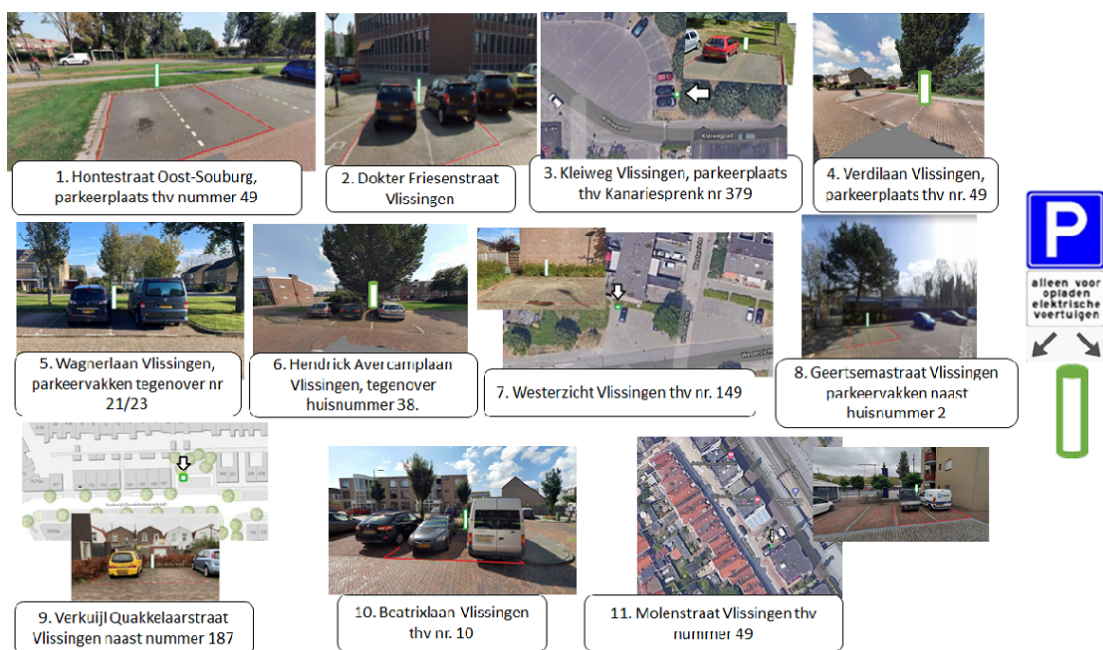 1. Hontestraat Oost-Souburg,
parkeerplaats thv nummer 49
2. Dokter Friesenstraat
Vlissingen
3. Kleiweg Vlissingen, parkeerplaats
thv Kanariesprenk nr 379
4. Verdilaan Vlissingen,
parkeerplaats thv nr. 49
Kleiwegpad
P
alleen voor
opladen
elektrische
voertuigen
5. Wagnerlaan Vlissingen,
parkeervakken tegenover nr
21/23
6. Hendrick Avercamplaan
Vlissingen, tegenover
huisnummer 38.
Westerzicht
7. Westerzicht Vlissingen thv nr. 149
8. Geertsemastraat Vlissingen
parkeervakken naast
huisnummer 2
9. Verkuijl Quakkelaarstraat
Vlissingen naast nummer 187
10. Beatrixlaan Vlissingen
thv nr. 10
11. Molenstraat Vlissingen thv
nummer 49